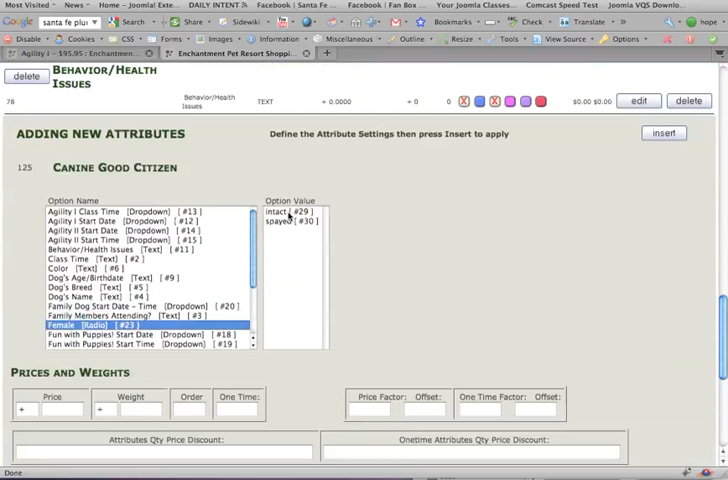 Most Visited News Home – Joomla! Exte... DAILY INTENT Facebook | Santa Fe ... Facebook | Fan Box ... Your Joomla Classes... Comcast Speed Test Joomla VQS Downlo...
Google santa fe plus Search Share Sidewiki Bookmarks Check Translate hope
Disable Cookies CSS Forms Images Information Miscellaneous Outline Resize Tools View Source Options
Agility I – $95.95 : Enchantmen... Enchantment Pet Resort Shoppi...
delete BEHAVIOR/HEALTH
ISSUES
78 Behavior/Health
Issues TEXT + 0.0000 + 0 0 $0.00 $0.00 edit delete
ADDING NEW ATTRIBUTES Define the Attribute Settings then press Insert to apply insert
125 CANINE GOOD CITIZEN
Option Name Option Value
Agility I Class Time [Dropdown] [ #13 ] intact [ #29 ]
Agility I Start Date [Dropdown] [ #12 ] spayed [ #30 ]
Agility II Start Date [Dropdown] [ #14 ]
Agility II Start Time [Dropdown] [ #15 ]
Behavior/Health Issues [Text] [ #11 ]
Class Time [Text] [ #2 ]
Color [Text] [ #6 ]
Dog's Age/Birthdate [Text] [ #9 ]
Dog's Breed [Text] [ #5 ]
Dog's Name [Text] [ #4 ]
Family Dog Start Date – Time [Dropdown] [ #20 ]
Family Members Attending? [Text] [ #3 ]
Female [Radio] [ #23 ]
Fun with Puppies! Start Date [Dropdown] [ #18 ]
Fun with Puppies! Start Time [Dropdown] [ #19 ]
PRICES AND WEIGHTS
Price Weight Order One Time: Price Factor: Offset: One Time Factor: Offset:
+ +
Attributes Qty Price Discount: Onetime Attributes Qty Price Discount:
Done